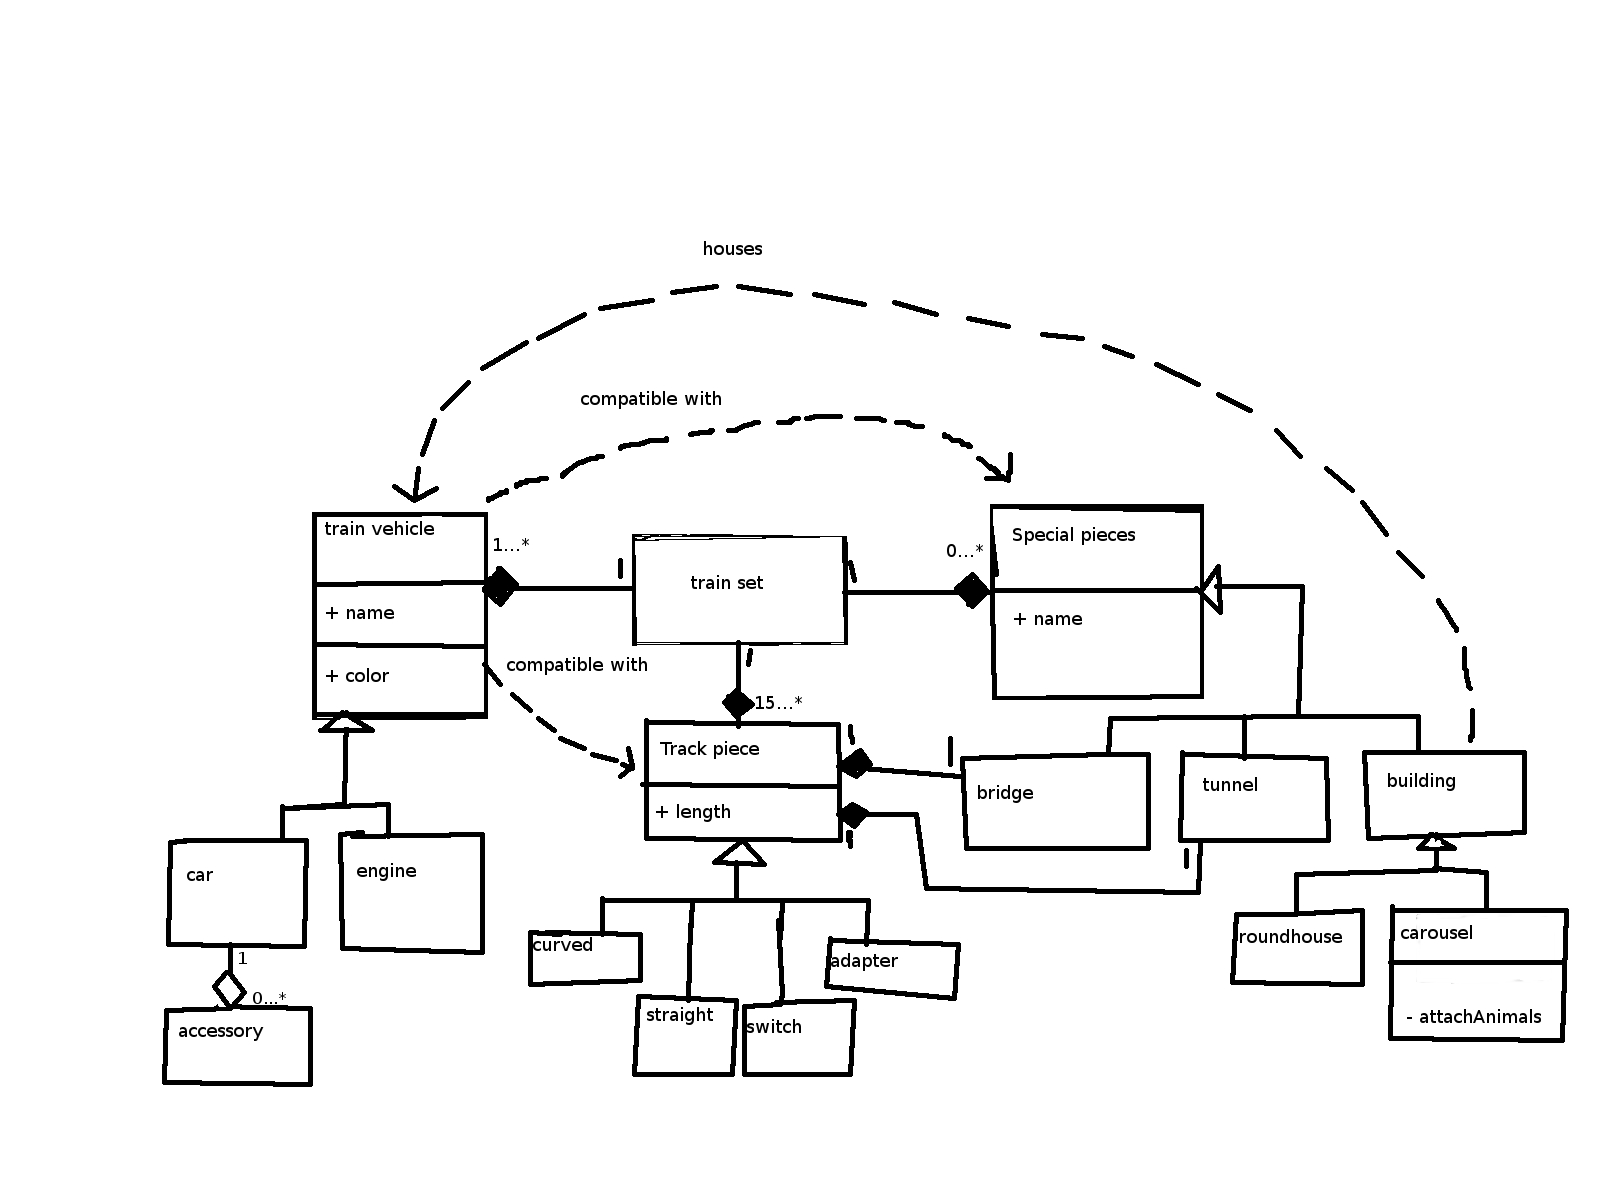 houses
compatible with
train vehicle
1...*
|
train set
|
0...*
Special pieces
+ name
+ name
+ color
compatible with
|
15...*
Track piece
|
|
bridge
tunnel
building
+ length
|
|
car
engine
curved
adapter
roundhouse
carousel
1
0...*
accessory
straight
switch
- attachAnimals